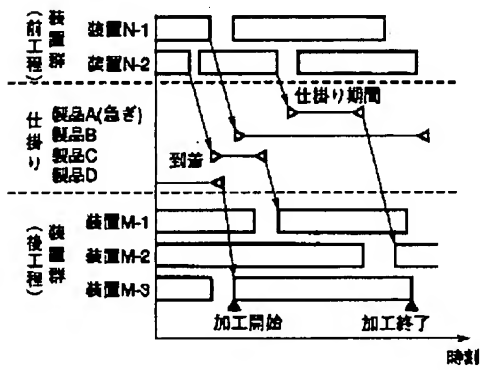 装置群
(前工程)
装置N-1
装置N-2
仕掛り
仕掛り期間
製品A(急ぎ)
製品B
製品C
製品D
到着
装置群
(後工程)
装置M-1
装置M-2
装置M-3
加工開始
加工終了
時刻